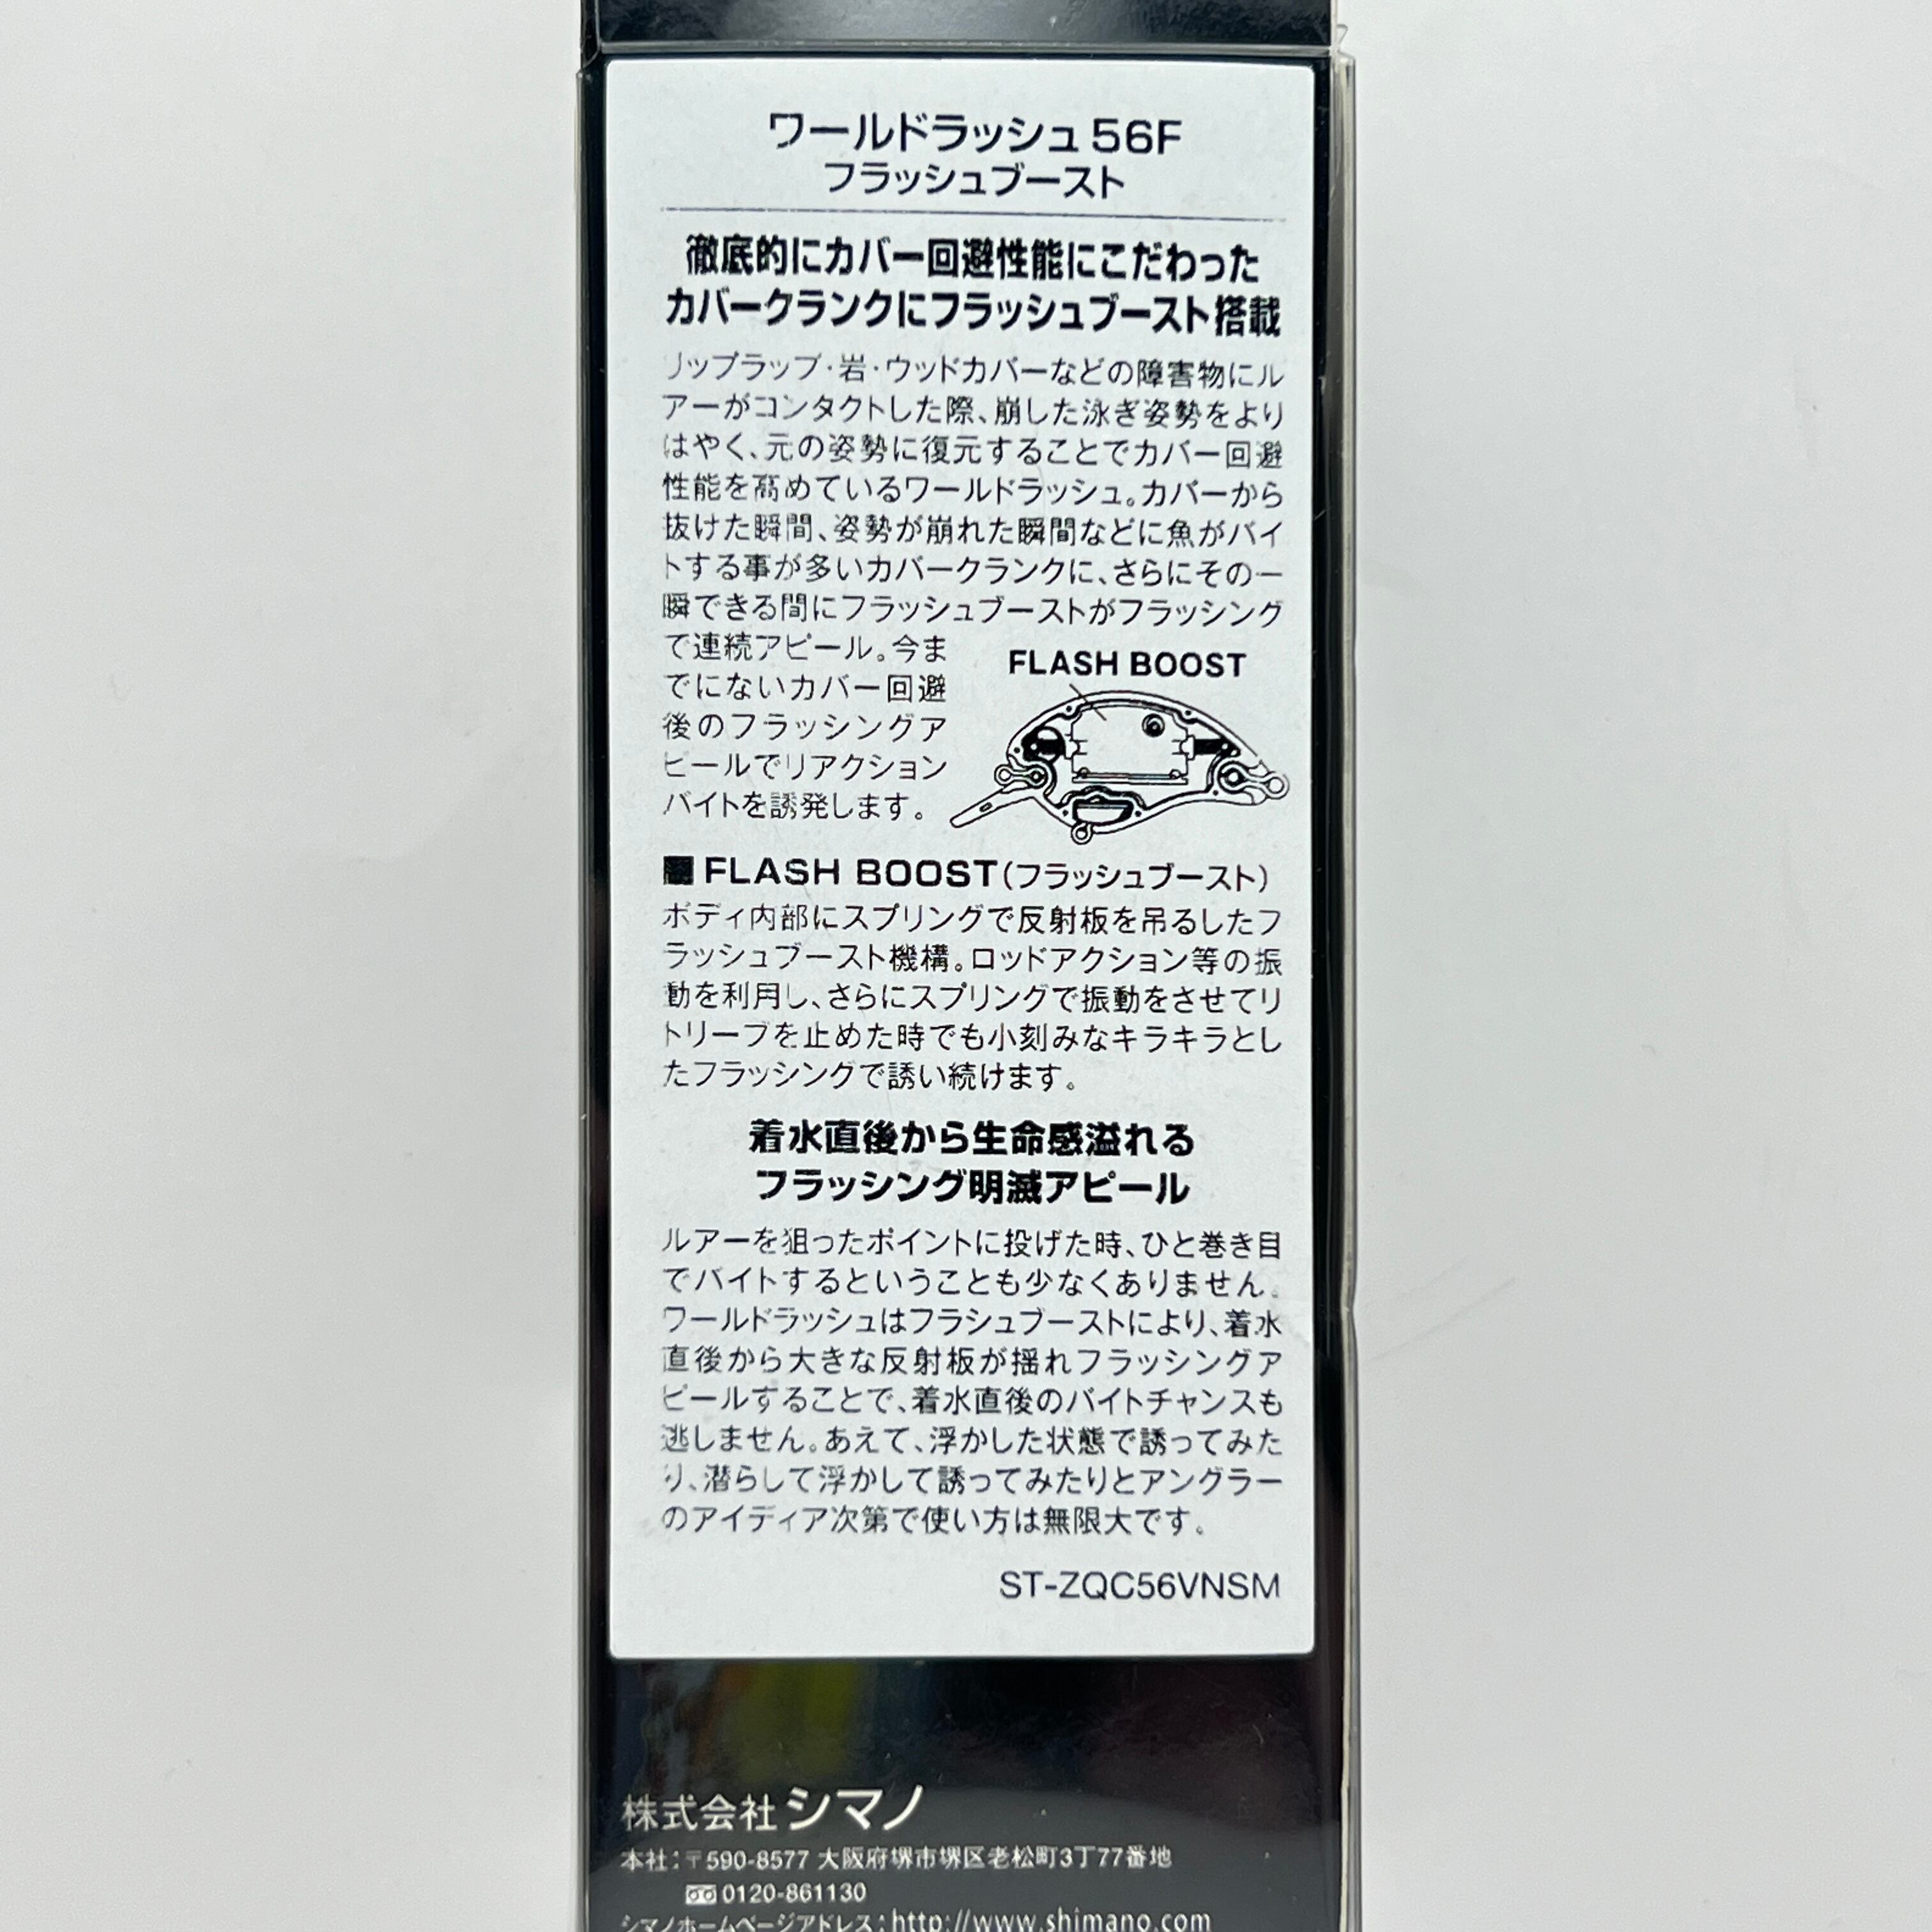 ワールドラッシュ56F
フラッシュブースト
徹底的にカバー回避性能にこだわった
カバークランクにフラッシュブースト搭載
リップラップ・岩・ウッドカバーなどの障害物にル
アーがコンタクトした際、崩した泳ぎ姿勢をより
はやく、元の姿勢に復元することでカバー回避
性能を高めているワールドラッシュ。カバーから
抜けた瞬間、姿勢が崩れた瞬間などに魚がバイ
トする事が多いカバークランクに、さらにその一
瞬できる間にフラッシュブーストがフラッシング
で連続アピール。今ま
でにないカバー回避
後のフラッシングア
ピールでリアクション
バイトを誘発します。
FLASH BOOST
■FLASH BOOST(フラッシュブースト)
ボディ内部にスプリングで反射板を吊るしたフ
ラッシュブースト機構。ロッドアクション等の振
動を利用し、さらにスプリングで振動をさせてリ
トリーブを止めた時でも小刻みなキラキラとし
たフラッシングで誘い続けます。
着水直後から生命感溢れる
フラッシング明滅アピール
ルアーを狙ったポイントに投げた時、ひと巻き目
でバイトするということも少なくありません。
ワールドラッシュはフラシュブーストにより、着水
直後から大きな反射板が揺れフラッシングア
ピールすることで、着水直後のバイトチャンスも
逃しません。あえて、浮かした状態で誘ってみた
り、潜らして浮かして誘ってみたりとアングラー
のアイディア次第で使い方は無限大です。
ST-ZQC56VNSM
株式会社シマノ
本社:〒590-8577 大阪府堺市堺区老松町3丁77番地
0120-861130
シマノホームページアドレス:http://www.shimano.com